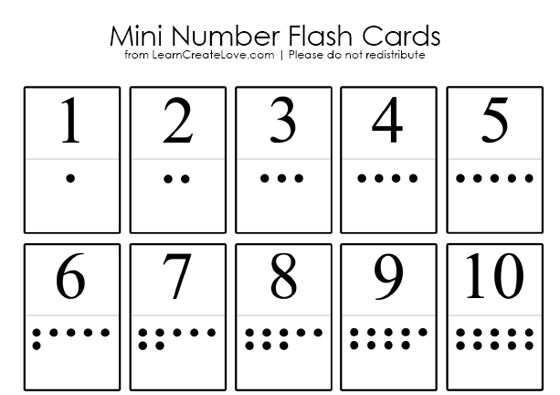 Mini Number Flash Cards
from LearnCreateLove.com | Please do not redistribute
1 2 3 4 5
6 7 8 9 10